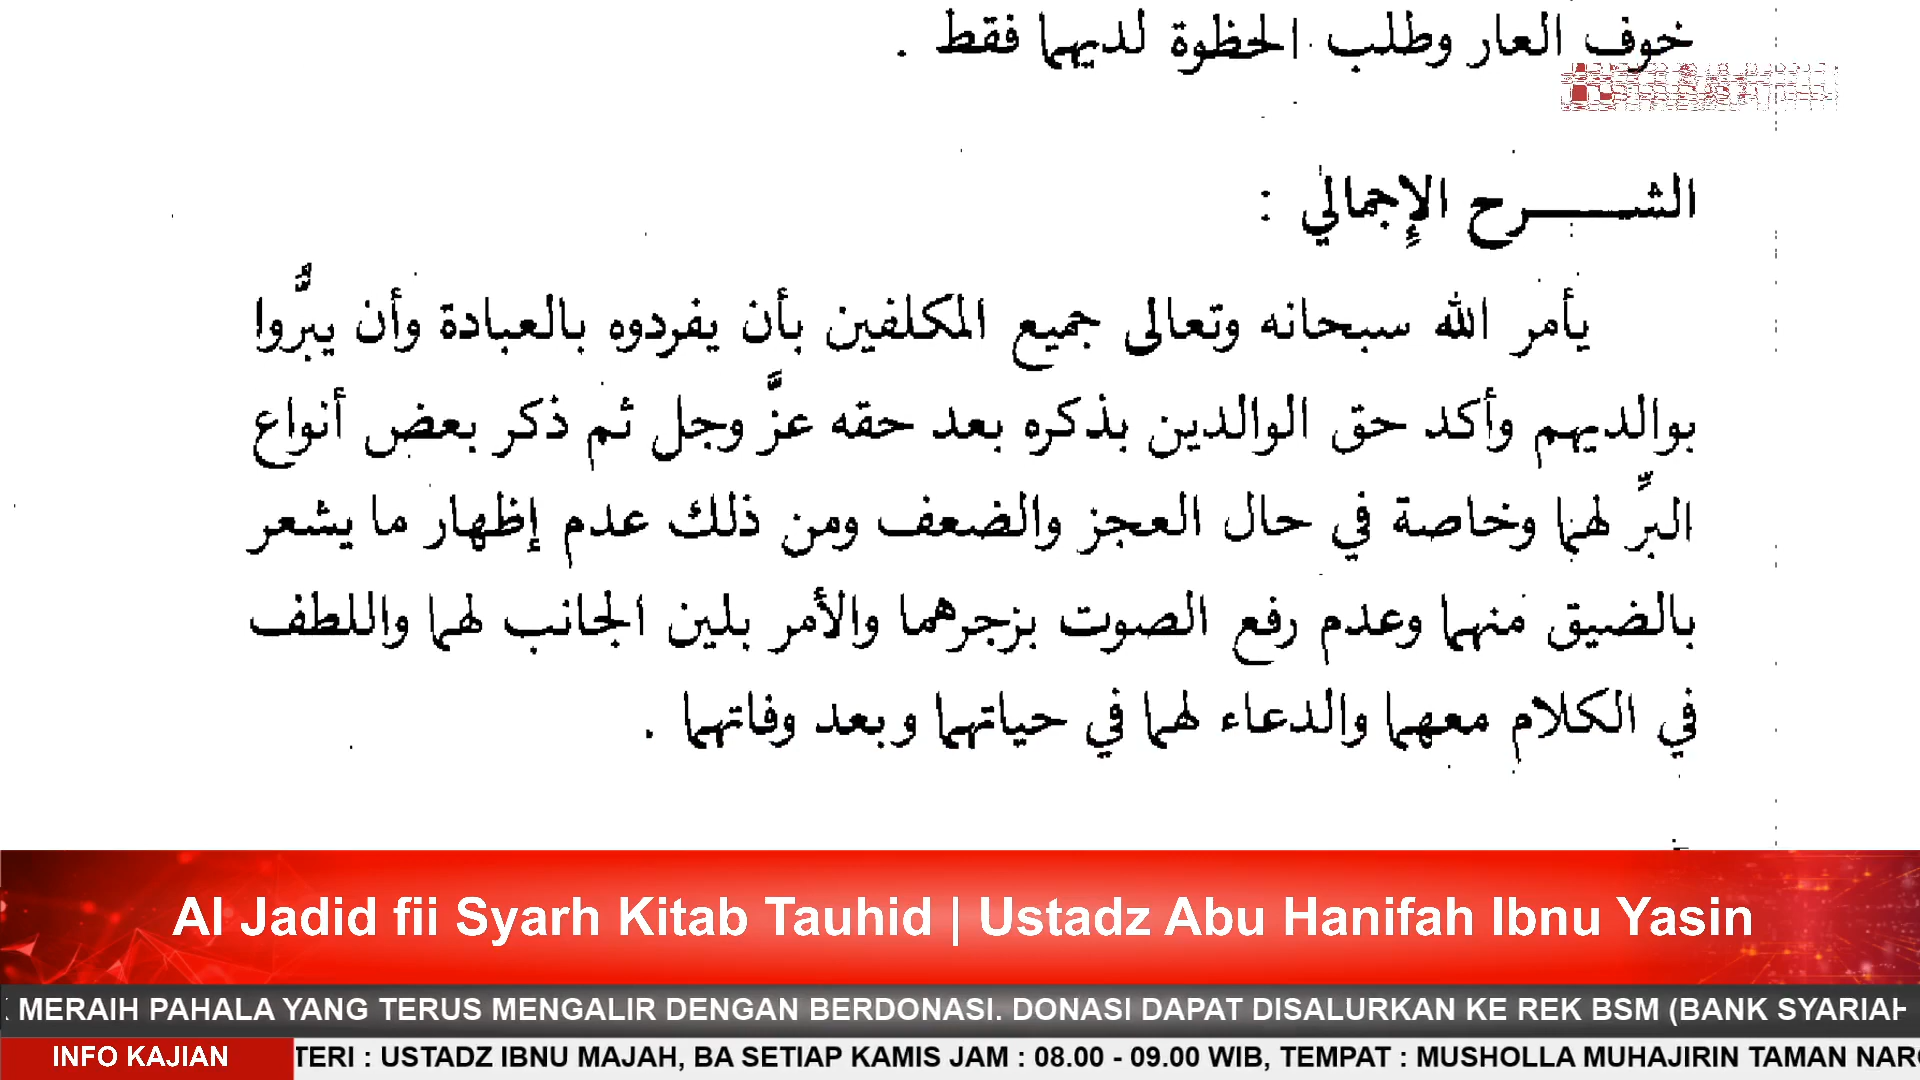 خوف العار وطلب الحظوة لديهما فقط .
الشـــــرح الإجمالي :
يأمر الله سبحانه وتعالى جميع المكلفين بأن يفردوه بالعبادة وأن يبرُّوا
بوالديهم وأكد حق الوالدين بذكره بعد حقه عزَّ وجل ثم ذكر بعض أنواع
البرِّ لهما وخاصة في حال العجز والضعف ومن ذلك عدم إظهار ما يشعر
بالضيق منهما وعدم رفع الصوت بزجرهما والأمر بلين الجانب لهما واللطف
في الكلام معهما والدعاء لهما في حياتهما وبعد وفاتهما .
Al Jadid fii Syarh Kitab Tauhid | Ustadz Abu Hanifah Ibnu Yasin
MERAIH PAHALA YANG TERUS MENGALIR DENGAN BERDONASI. DONASI DAPAT DISALURKAN KE REK BSM (BANK SYARIAH
INFO KAJIAN
TERI : USTADZ IBNU MAJAH, BA SETIAP KAMIS JAM : 08.00 - 09.00 WIB, TEMPAT : MUSHOLLA MUHAJIRIN TAMAN NARO